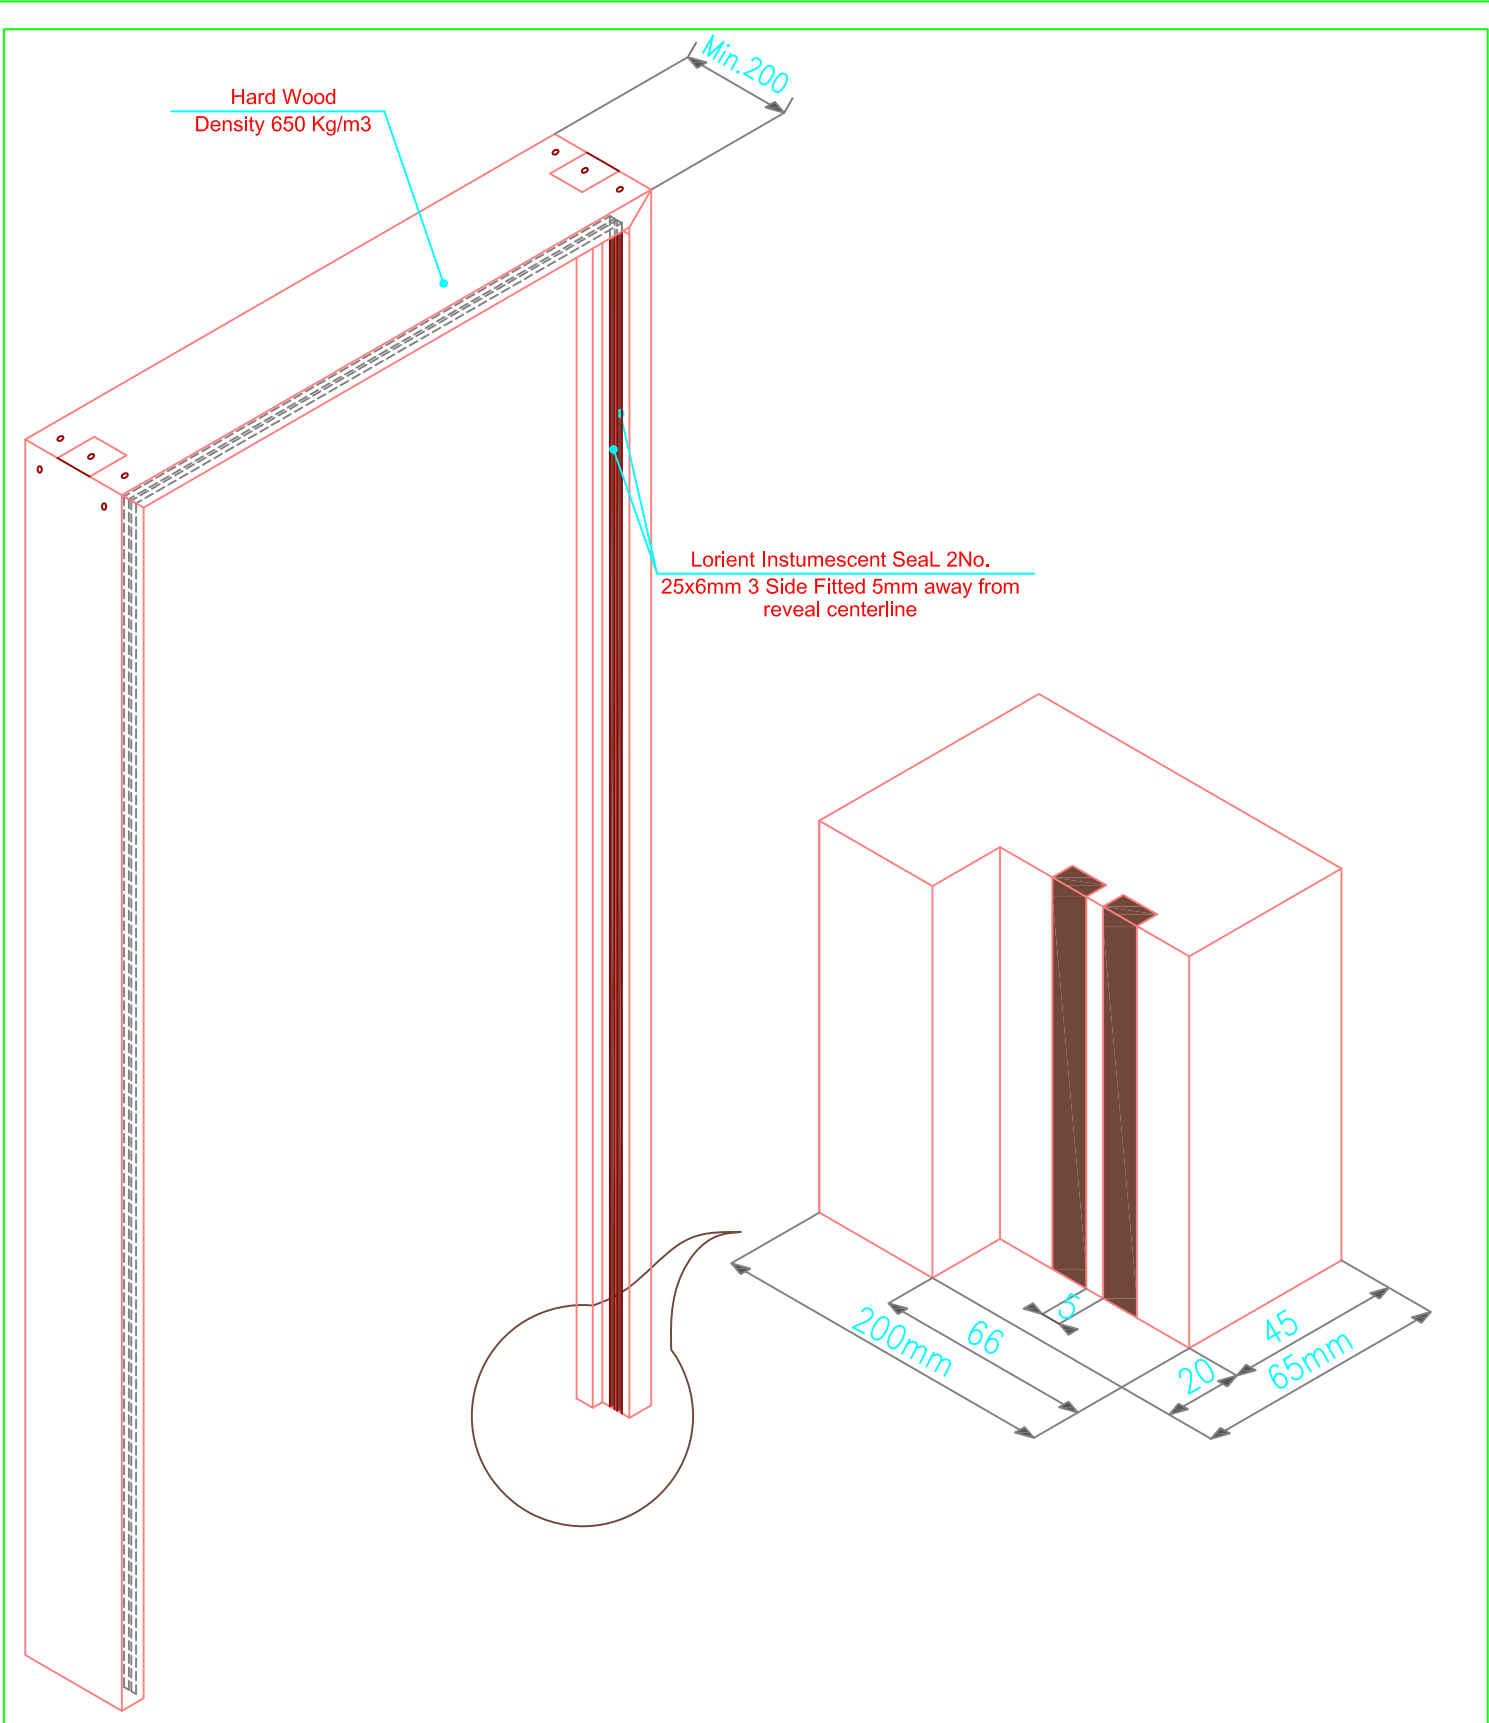 Min.200
Hard Wood
Density 650 Kg/m3
Lorient Instumescent SeaL 2No.
25x6mm 3 Side Fitted 5mm away from
reveal centerline
5
200mm
66
45
20
65mm